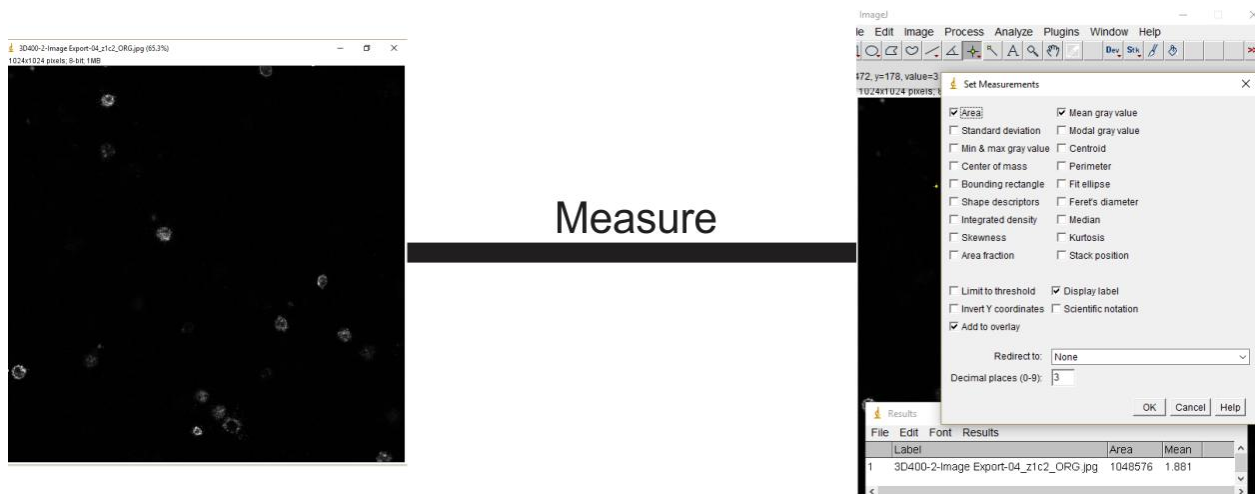 3D400-2-Image Export-04_z1c2_ORG.jpg (65.3%)
1024x1024 pixels; 8-bit; 1MB
Measure
ImageJ
le Edit Image Process Analyze Plugins Window Help
Dev Stk
472, y=178, value=3
1024x1024 pixels;
Set Measurements
Area Mean gray value
Standard deviation Modal gray value
Min & max gray value Centroid
Center of mass Perimeter
Bounding rectangle Fit ellipse
Shape descriptors Feret's diameter
Integrated density Median
Skewness Kurtosis
Area fraction Stack position
Limit to threshold Display label
Invert Y coordinates Scientific notation
Add to overlay
Redirect to: None
Decimal places (0-9): 3
OK Cancel Help
Results
File Edit Font Results
Label Area Mean
1 3D400-2-Image Export-04_z1c2_ORG.jpg 1048576 1.881